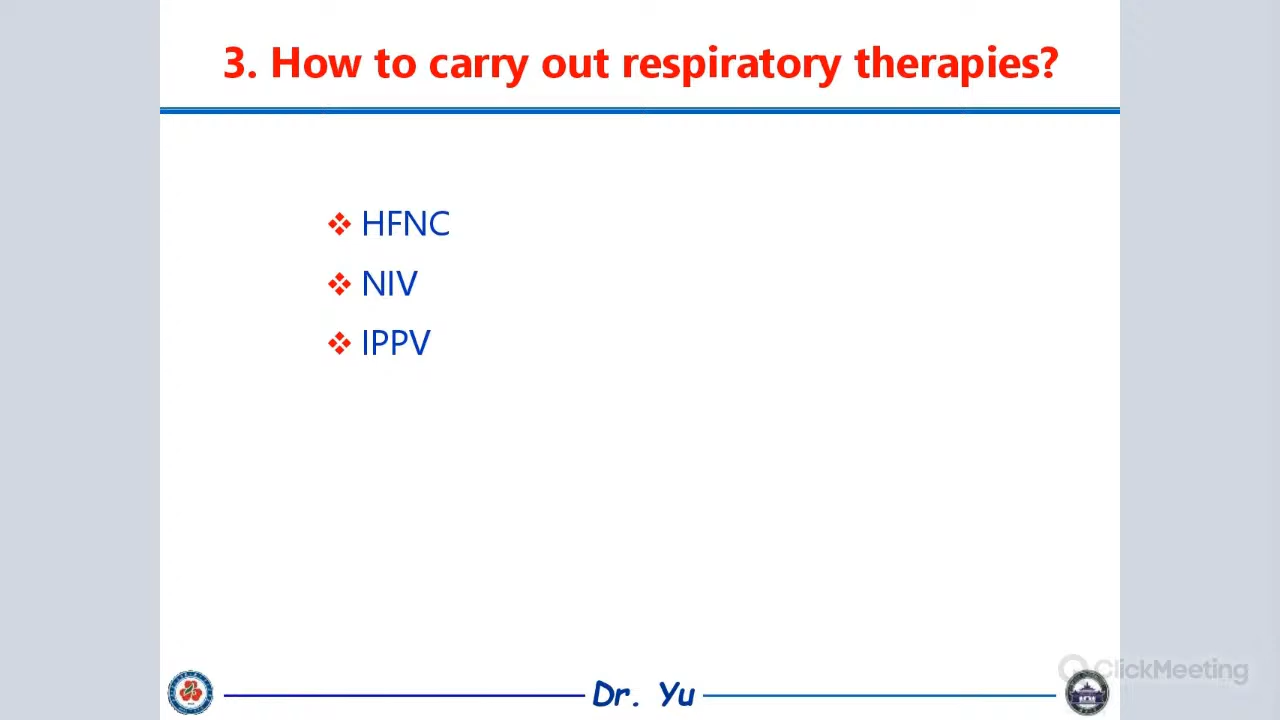 3. How to carry out respiratory therapies?
HFNC
NIV
IPPV
Dr. Yu
ClickMeeting